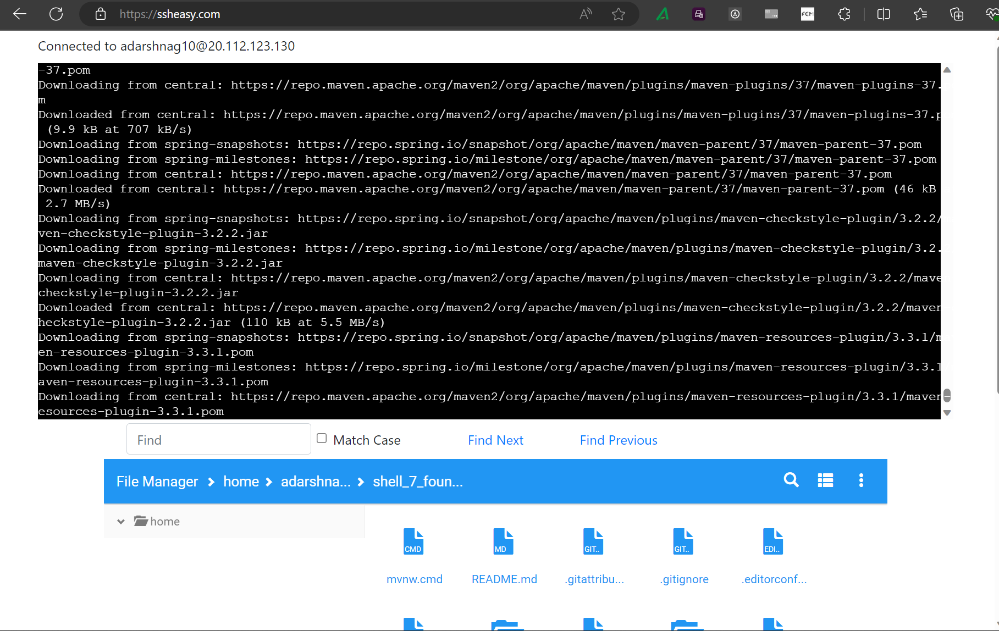 https://ssheasy.com
FCM
Connected to adarshnag10@20.112.123.130
-37.pom
Downloading from central: https://repo.maven.apache.org/maven2/org/apache/maven/plugins/maven-plugins/37/maven-plugins-37.
m
Downloaded from central: https://repo.maven.apache.org/maven2/org/apache/maven/plugins/maven-plugins/37/maven-plugins-37.p
(9.9 kB at 707 kB/s)
Downloading from spring-snapshots: https://repo.spring.io/snapshot/org/apache/maven/maven-parent/37/maven-parent-37.pom
Downloading from spring-milestones: https://repo.spring.io/milestone/org/apache/maven/maven-parent/37/maven-parent-37.pom
Downloading from central: https://repo.maven.apache.org/maven2/org/apache/maven/maven-parent/37/maven-parent-37.pom
Downloaded from central: https://repo.maven.apache.org/maven2/org/apache/maven/maven-parent/37/maven-parent-37.pom (46 kB
2.7 MB/s)
Downloading from spring-snapshots: https://repo.spring.io/snapshot/org/apache/maven/plugins/maven-checkstyle-plugin/3.2.2/
ven-checkstyle-plugin-3.2.2.jar
Downloading from spring-milestones: https://repo.spring.io/milestone/org/apache/maven/plugins/maven-checkstyle-plugin/3.2.
maven-checkstyle-plugin-3.2.2.jar
Downloading from central: https://repo.maven.apache.org/maven2/org/apache/maven/plugins/maven-checkstyle-plugin/3.2.2/mave
checkstyle-plugin-3.2.2.jar
Downloaded from central: https://repo.maven.apache.org/maven2/org/apache/maven/plugins/maven-checkstyle-plugin/3.2.2/maven
heckstyle-plugin-3.2.2.jar (110 kB at 5.5 MB/s)
Downloading from spring-snapshots: https://repo.spring.io/snapshot/org/apache/maven/plugins/maven-resources-plugin/3.3.1/m
en-resources-plugin-3.3.1.pom
Downloading from spring-milestones: https://repo.spring.io/milestone/org/apache/maven/plugins/maven-resources-plugin/3.3.1
aven-resources-plugin-3.3.1.pom
Downloading from central: https://repo.maven.apache.org/maven2/org/apache/maven/plugins/maven-resources-plugin/3.3.1/maven
esources-plugin-3.3.1.pom
Find Match Case Find Next Find Previous
File Manager home adarshna... shell_7_foun...
home
CMD MD GIT.. GIT.. EDI..
mvnw.cmd README.md .gitattribu... .gitignore .editorconf...